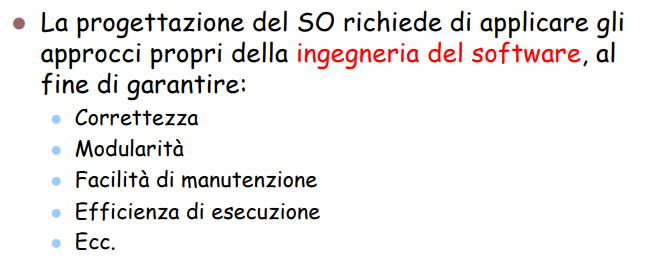 La progettazione del SO richiede di applicare gli
approcci propri della ingegneria del software, al
fine di garantire:
Correttezza
Modularità
Facilità di manutenzione
Efficienza di esecuzione
Ecc.